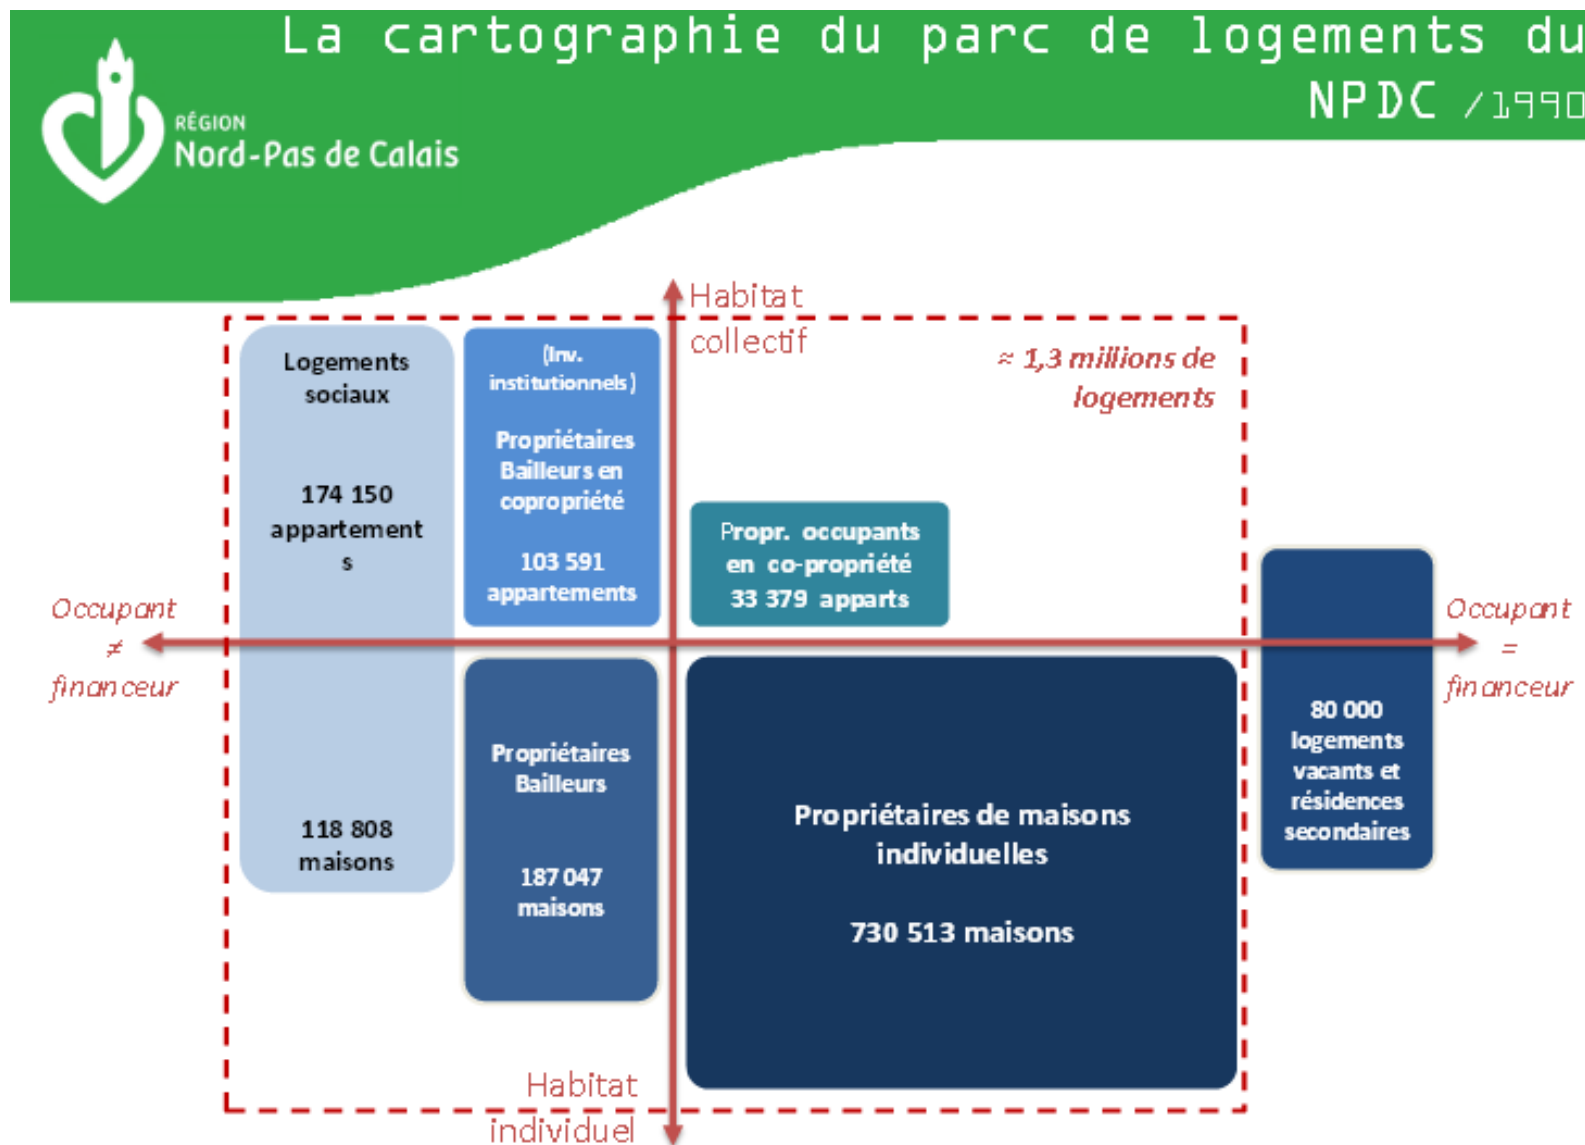 La cartographie du parc de logements du
NPDC /1990
RÉGION
Nord-Pas de Calais
Habitat
collectif
≈ 1,3 millions de
logements
Logements
sociaux
174 150
appartement
s
118 808
maisons
(Inv.
institutionnels)
Propriétaires
Bailleurs en
copropriété
103 591
appartements
Propr. occupants
en co-propriété
33 379 apparts
Occupant
≠
financeur
Occupant
=
financeur
Propriétaires
Bailleurs
187 047
maisons
Propriétaires de maisons
individuelles
730 513 maisons
80 000
logements
vacants et
résidences
secondaires
Habitat
individuel